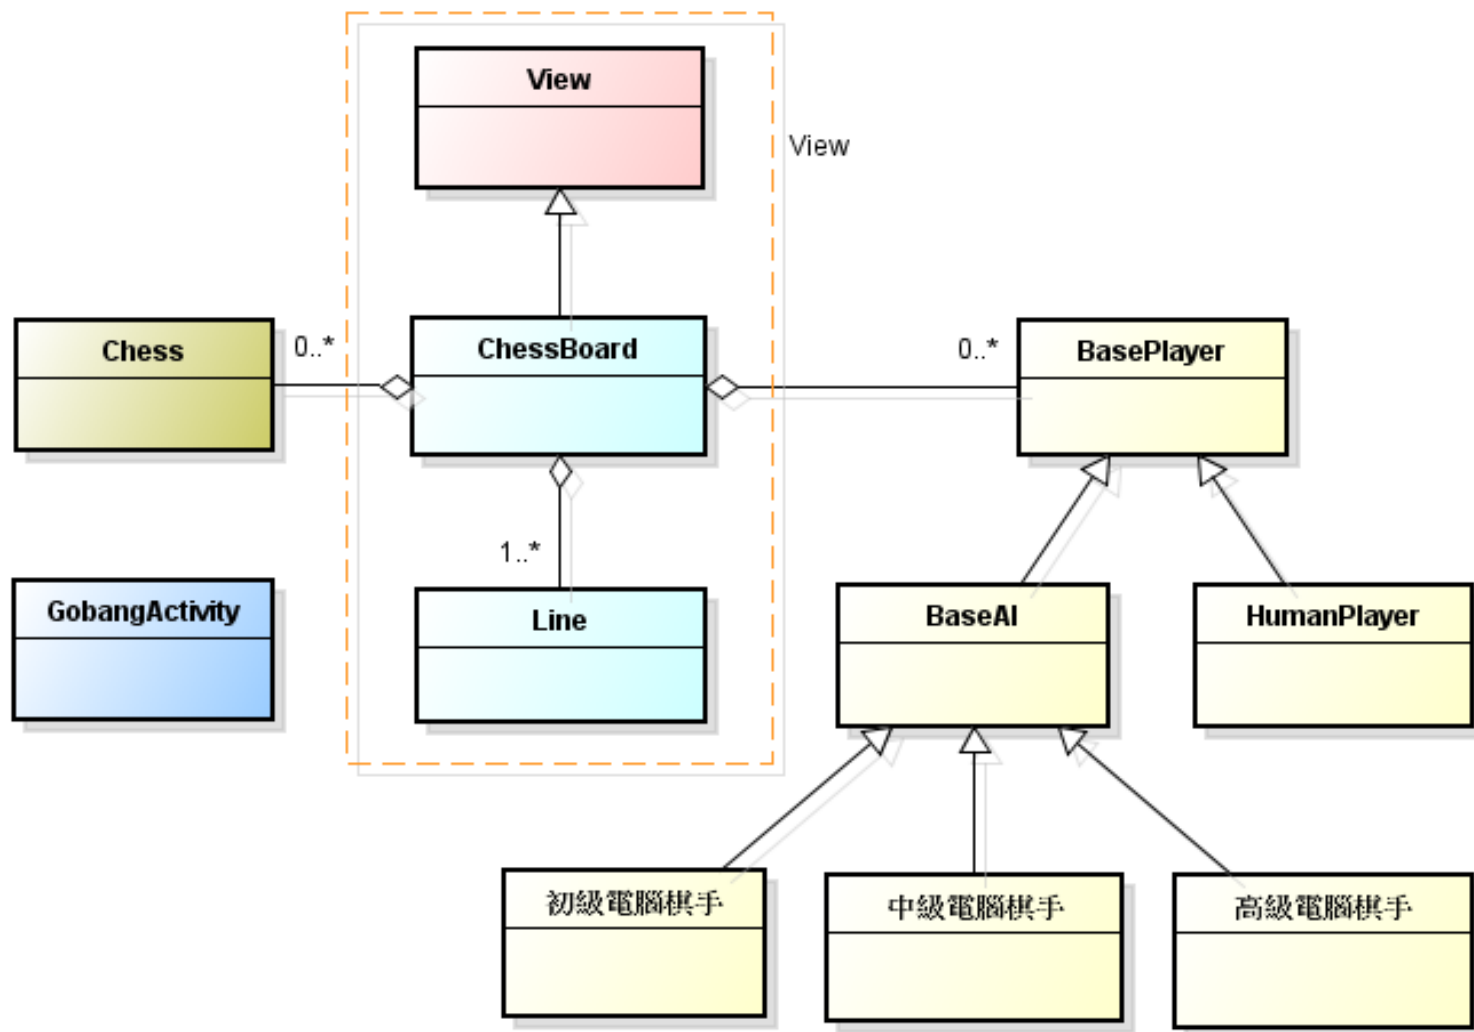 View
View
Chess
0..*
ChessBoard
0..*
BasePlayer
1..*
GobangActivity
Line
BaseAI
HumanPlayer
初級電腦棋手
中級電腦棋手
高級電腦棋手